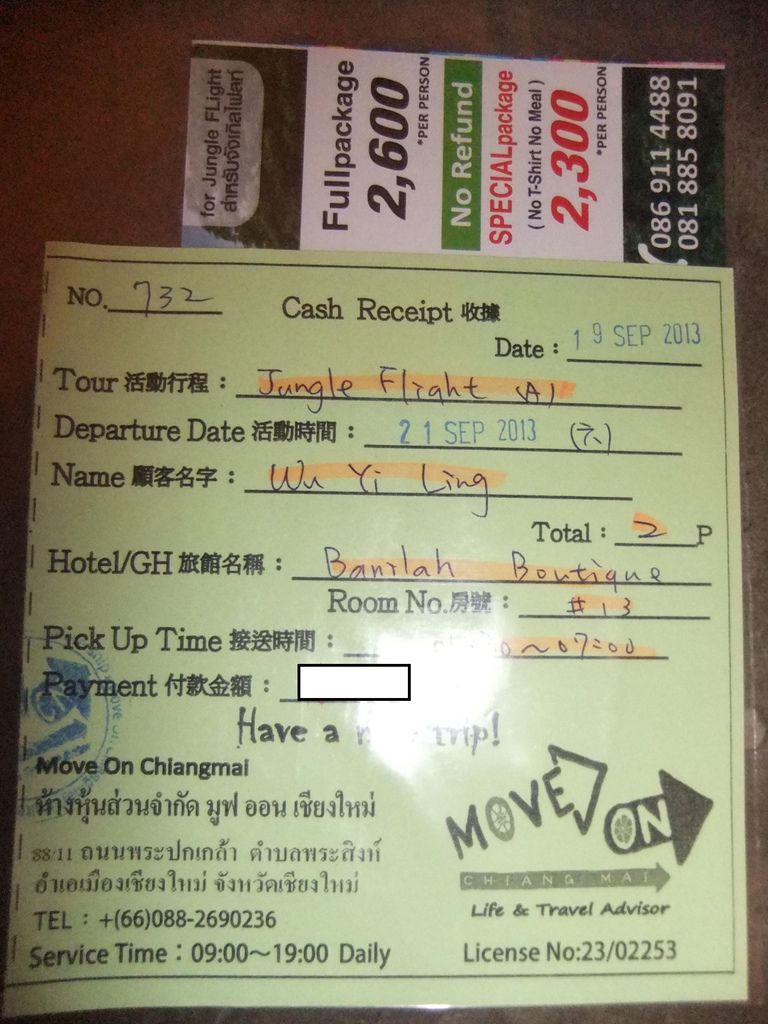 for Jungle FLight
สำหรับจังเกิ้ลไฟลท์
Fullpackage
2,600
*PER PERSON
No Refund
SPECIALpackage
( No T-Shirt No Meal )
2,300
*PER PERSON
086 911 4488
081 885 8091
NO. 732
Cash Receipt 收據
Date : 19 SEP 2013
Tour 活動行程 : Jungle Flight (A)
Departure Date 活動時間 : 21 SEP 2013 (六)
Name 顧客名字 : Wu Yi Ling
Total : 2 P
Hotel/GH 旅館名稱 : Banilah Boutique
Room No.房號 : #13
Pick Up Time 接送時間 : ~07:00
Payment 付款金額 :
Have a trip!
Move On Chiangmai
ห้างหุ้นส่วนจำกัด มูฟ ออน เชียงใหม่
88/11 ถนนพระปกเกล้า ตำบลพระสิงห์
อำเภอเมืองเชียงใหม่ จังหวัดเชียงใหม่
TEL : +(66)088-2690236
Service Time : 09:00~19:00 Daily
MOVE ON
CHIANG MAI
Life & Travel Advisor
License No:23/02253